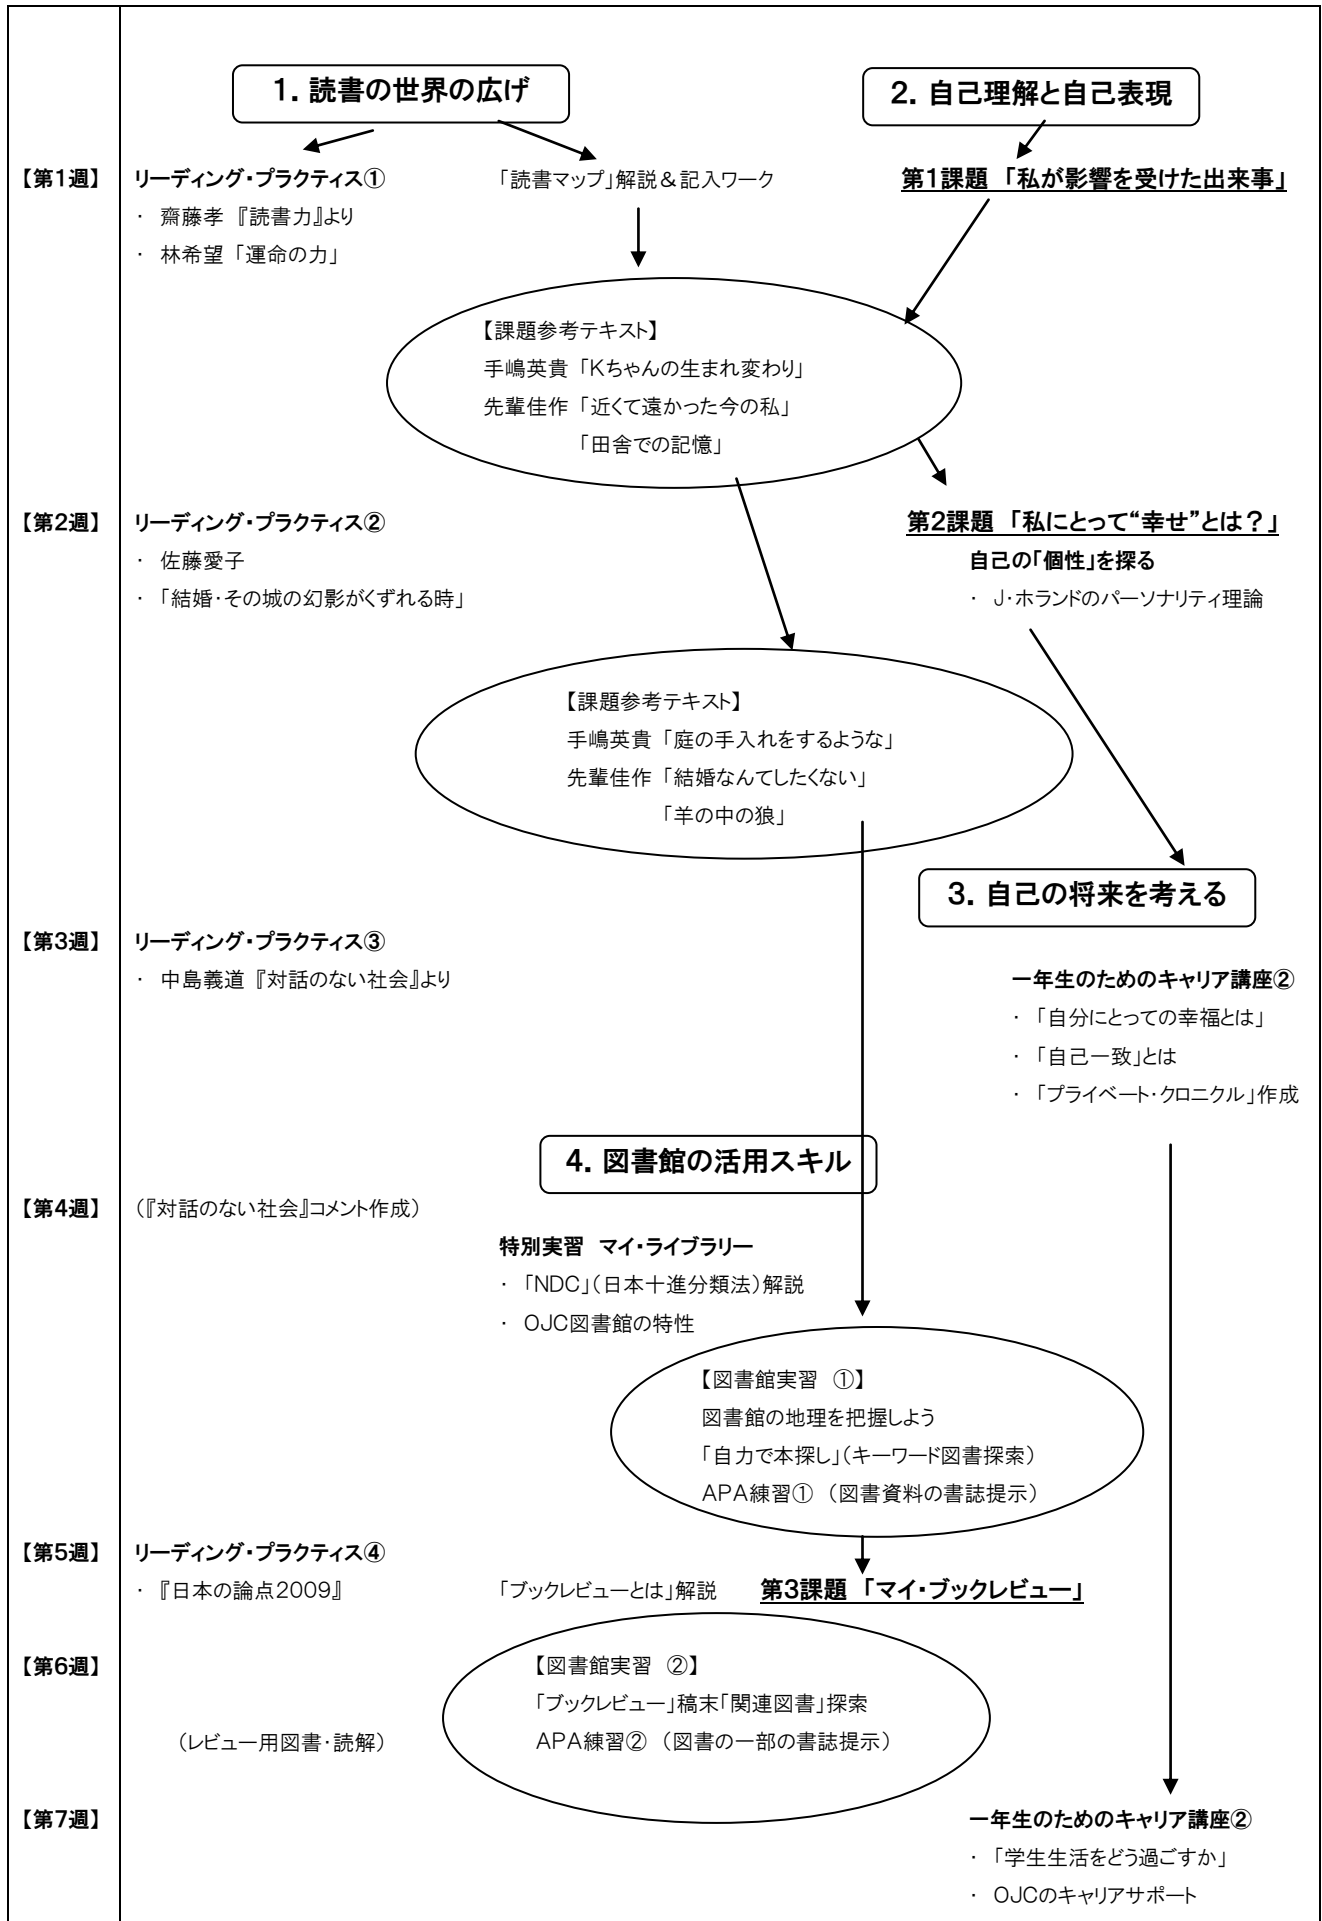 1. 読書の世界の広げ
2. 自己理解と自己表現
【第1週】
リーディング・プラクティス①
「読書マップ」解説＆記入ワーク
第1課題 「私が影響を受けた出来事」
・ 齋藤孝 『読書力』より
・ 林希望 「運命の力」
【課題参考テキスト】
手嶋英貴 「Kちゃんの生まれ変わり」
先輩佳作 「近くて遠かった今の私」
「田舎での記憶」
【第2週】
リーディング・プラクティス②
第2課題 「私にとって“幸せ”とは？」
・ 佐藤愛子
自己の「個性」を探る
・ 「結婚・その城の幻影がくずれる時」
・ J・ホランドのパーソナリティ理論
【課題参考テキスト】
手嶋英貴 「庭の手入れをするような」
先輩佳作 「結婚なんてしたくない」
「羊の中の狼」
3. 自己の将来を考える
【第3週】
リーディング・プラクティス③
・ 中島義道 『対話のない社会』より
一年生のためのキャリア講座②
・ 「自分にとっての幸福とは」
・ 「自己一致」とは
・ 「プライベート・クロニクル」作成
4. 図書館の活用スキル
【第4週】
（『対話のない社会』コメント作成）
特別実習 マイ・ライブラリー
・ 「NDC」（日本十進分類法）解説
・ OJC図書館の特性
【図書館実習 ①】
図書館の地理を把握しよう
「自力で本探し」（キーワード図書探索）
APA練習① （図書資料の書誌提示）
【第5週】
リーディング・プラクティス④
・ 『日本の論点2009』
「ブックレビューとは」解説
第3課題 「マイ・ブックレビュー」
【第6週】
【図書館実習 ②】
「ブックレビュー」稿末「関連図書」探索
（レビュー用図書・読解）
APA練習② （図書の一部の書誌提示）
【第7週】
一年生のためのキャリア講座②
・ 「学生生活をどう過ごすか」
・ OJCのキャリアサポート